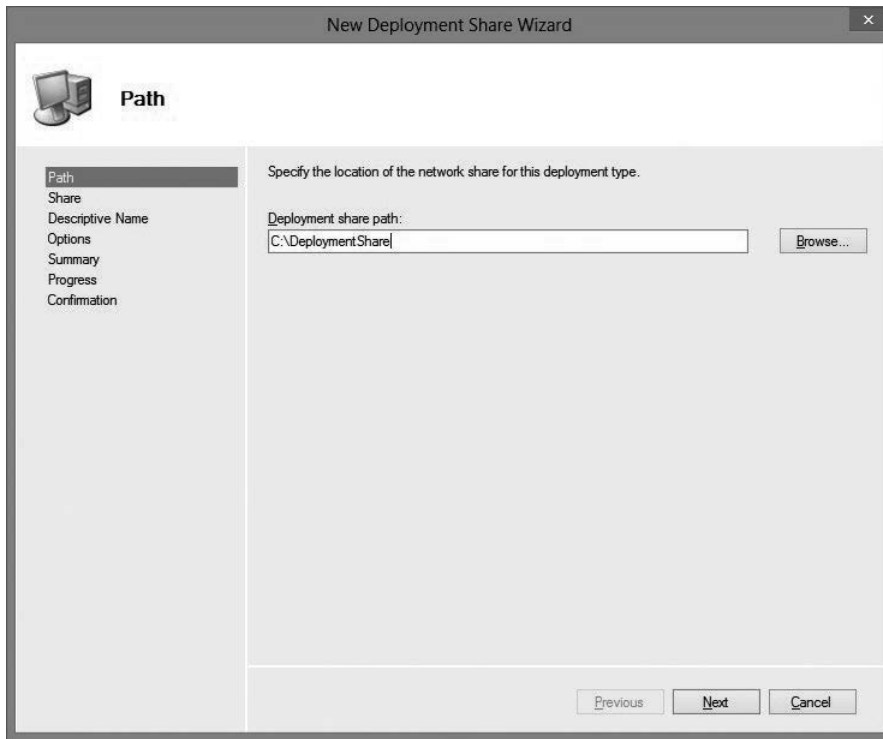 New Deployment Share Wizard
×
Path
Path
Share
Descriptive Name
Options
Summary
Progress
Confirmation
Specify the location of the network share for this deployment type.
Deployment share path:
C:\DeploymentShare
Browse...
Previous
Next
Cancel